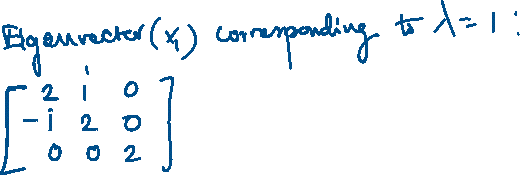 Eigenvector (x₁) corresponding to λ = 1 :
[ 2 i 0
-i 2 0
0 0 2 ]